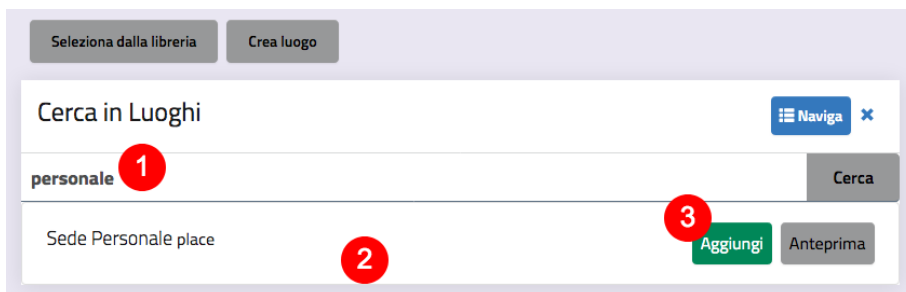 Seleziona dalla libreria Crea luogo
Cerca in Luoghi Naviga ×
personale 1 Cerca
3
Sede Personale place Aggiungi Anteprima
2